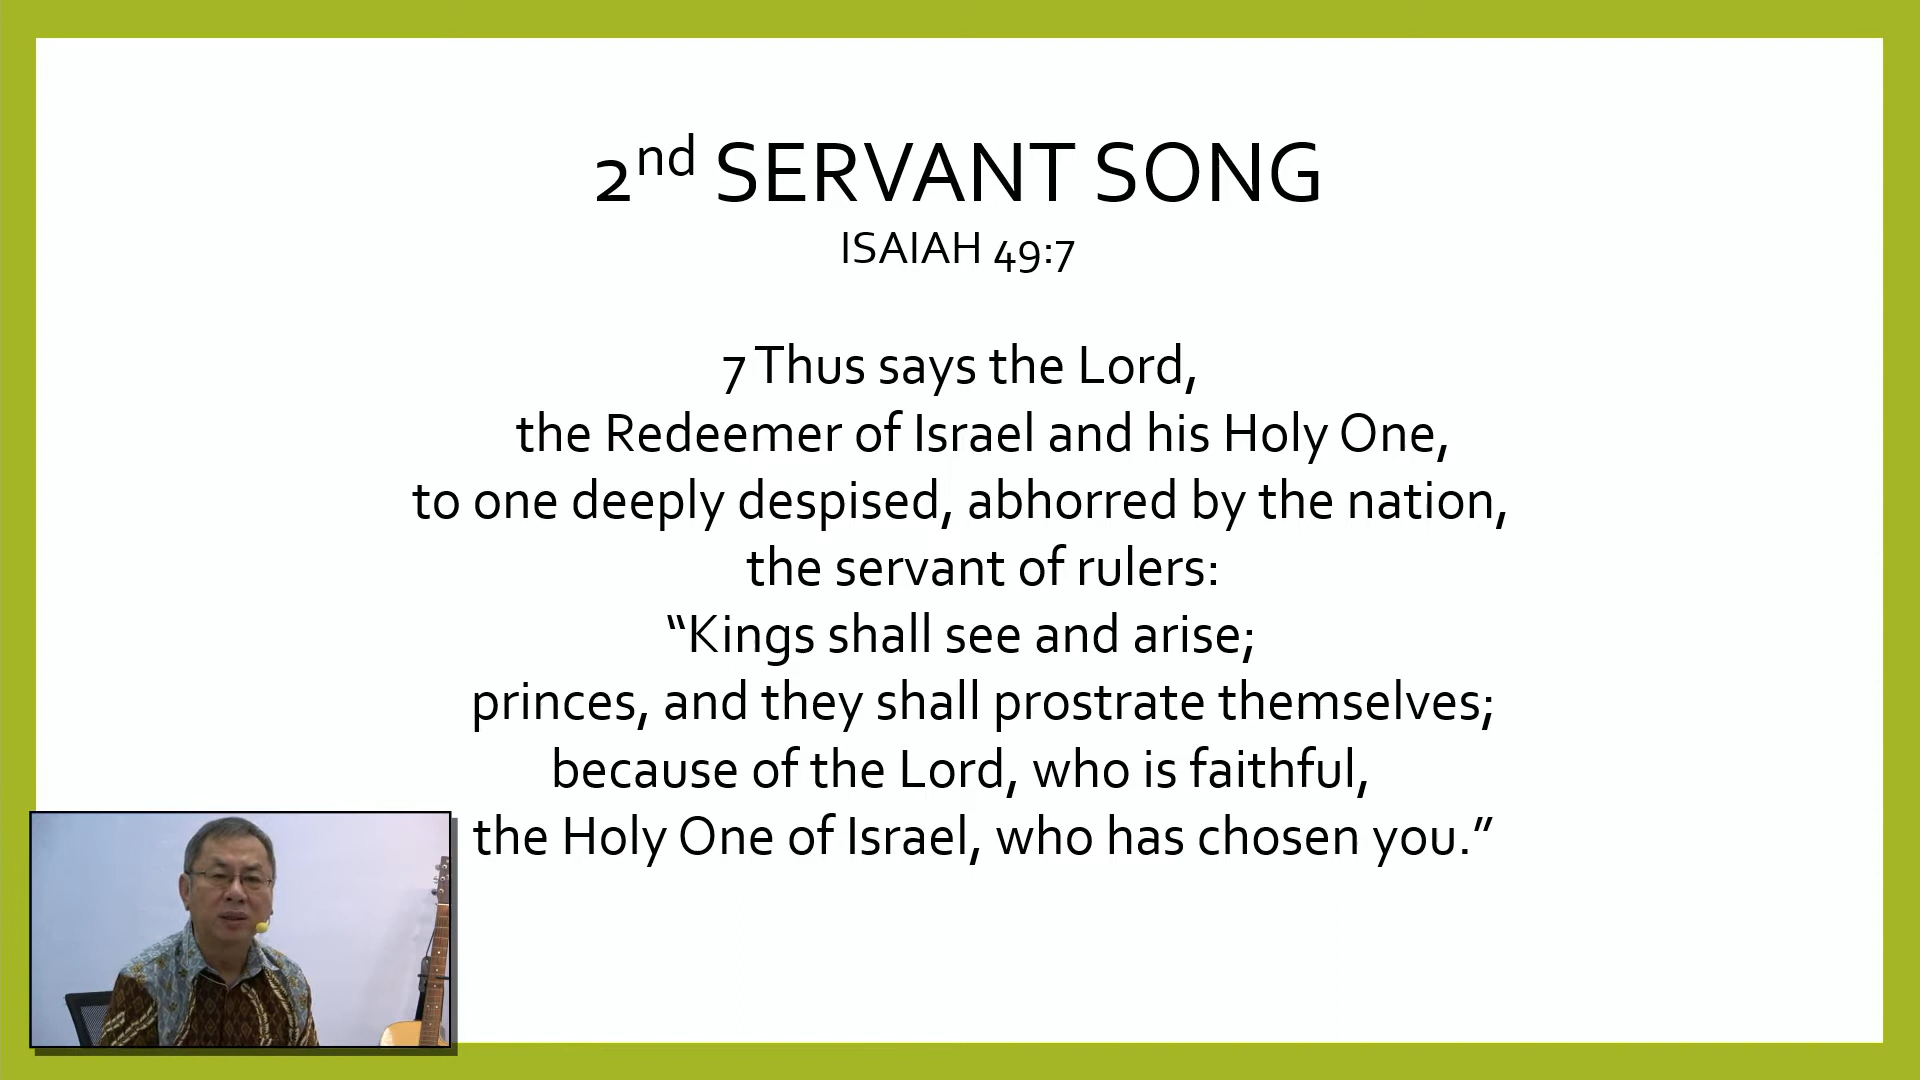 2nd SERVANT SONG
ISAIAH 49:7
7 Thus says the Lord,
the Redeemer of Israel and his Holy One,
to one deeply despised, abhorred by the nation,
the servant of rulers:
“Kings shall see and arise;
princes, and they shall prostrate themselves;
because of the Lord, who is faithful,
the Holy One of Israel, who has chosen you.”